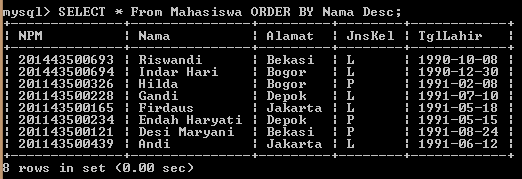 mysql> SELECT * From Mahasiswa ORDER BY Nama Desc;
+--------------+----------------+---------+--------+------------+
| NPM          | Nama           | Alamat  | JnsKel | TglLahir   |
+--------------+----------------+---------+--------+------------+
| 201443500693 | Riswandi       | Bekasi  | L      | 1990-10-08 |
| 201443500694 | Indar Hari     | Bogor   | L      | 1990-12-30 |
| 201143500326 | Hilda          | Bogor   | P      | 1991-02-08 |
| 201143500228 | Gandi          | Depok   | L      | 1991-07-10 |
| 201143500165 | Firdaus        | Jakarta | L      | 1991-05-18 |
| 201143500234 | Endah Haryati  | Depok   | P      | 1991-05-15 |
| 201143500121 | Desi Maryani   | Bekasi  | P      | 1991-08-24 |
| 201143500439 | Andi           | Jakarta | L      | 1991-06-12 |
+--------------+----------------+---------+--------+------------+
8 rows in set (0.00 sec)